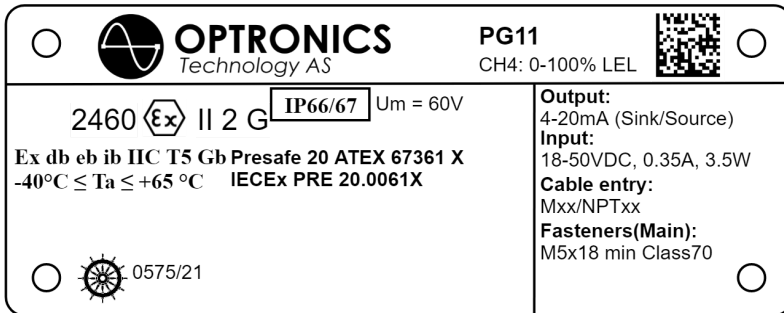 OPTRONICS
Technology AS
PG11
CH4: 0-100% LEL
2460 Ex II 2 G
IP66/67
Um = 60V
Ex db eb ib IIC T5 Gb
-40°C ≤ Ta ≤ +65 °C
Presafe 20 ATEX 67361 X
IECEx PRE 20.0061X
0575/21
Output:
4-20mA (Sink/Source)
Input:
18-50VDC, 0.35A, 3.5W
Cable entry:
Mxx/NPTxx
Fasteners(Main):
M5x18 min Class70